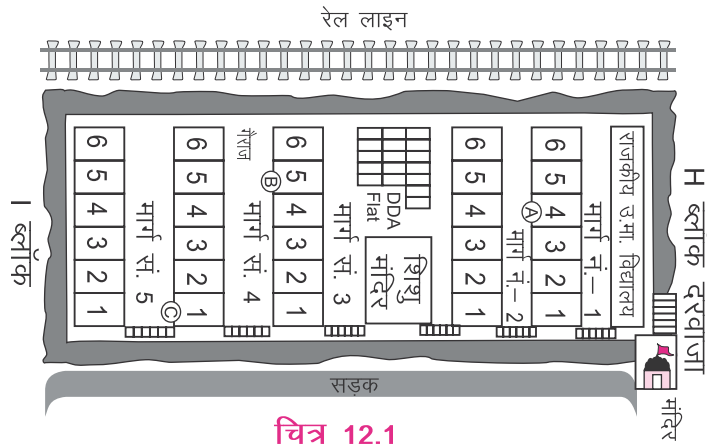 रेल लाइन
6 6 गैराज 6 6 6
5 5 B 5 5 5
4 4 4 4 A 4
3 3 3 3 3
2 2 2 2 2
1 C 1 1 1 1
मार्ग सं. 5
मार्ग सं. 4
मार्ग सं. 3
DDA
Flat
शिशु
मंदिर
मार्ग नं.–2
मार्ग नं.–1
राजकीय उ.मा. विद्यालय
I ब्लॉक
H ब्लॉक दरवाजा
मंदिर
सड़क
चित्र 12.1